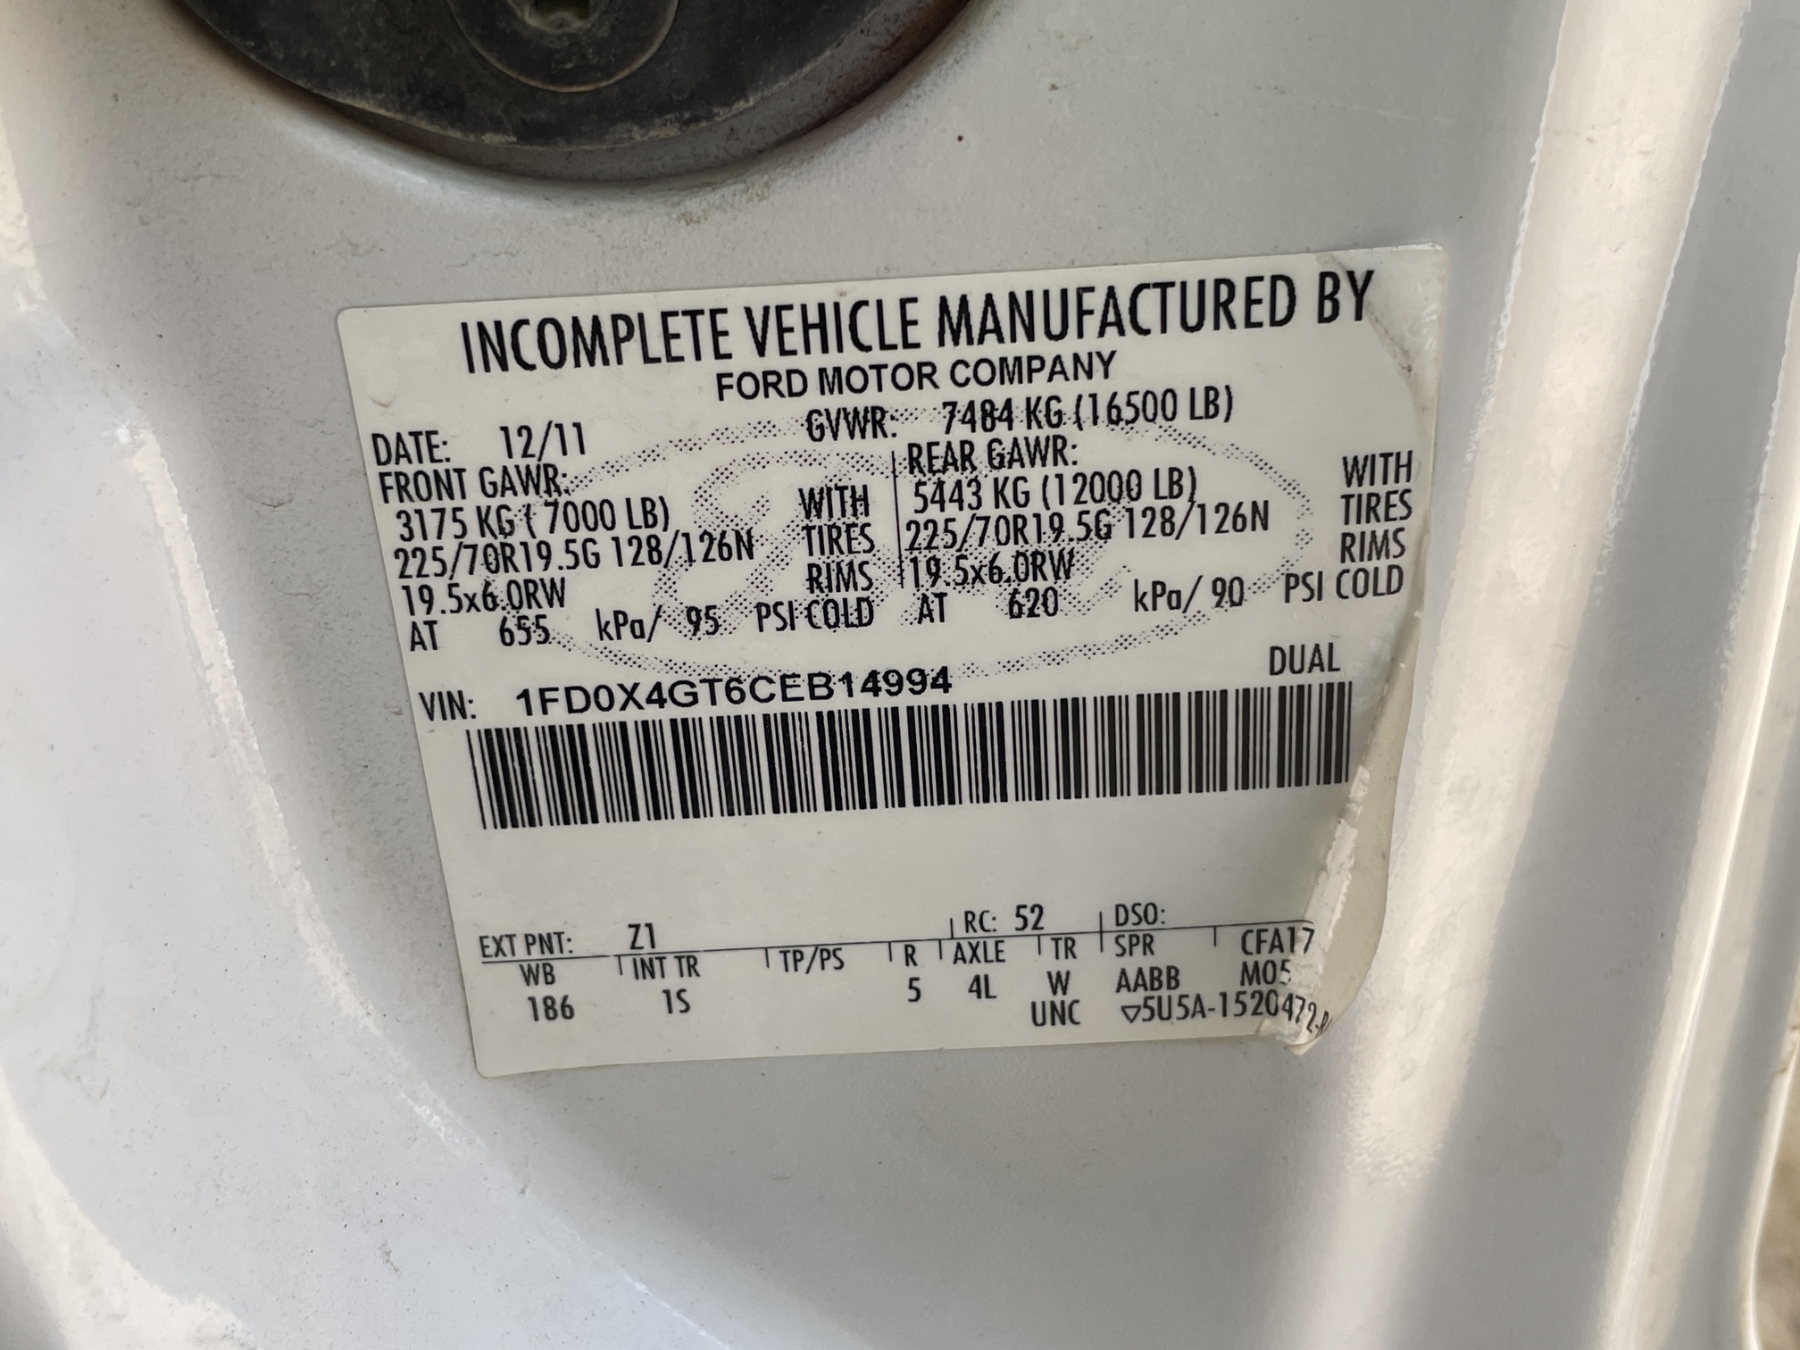 INCOMPLETE VEHICLE MANUFACTURED BY
FORD MOTOR COMPANY
DATE: 12/11 GVWR: 7484 KG (16500 LB)
FRONT GAWR: REAR GAWR:
3175 KG ( 7000 LB) WITH 5443 KG (12000 LB) WITH
225/70R19.5G 128/126N TIRES 225/70R19.5G 128/126N TIRES
19.5x6.0RW RIMS 19.5x6.0RW RIMS
AT 655 kPa/ 95 PSI COLD AT 620 kPa/ 90 PSI COLD
VIN: 1FD0X4GT6CEB14994 DUAL
EXT PNT: Z1 RC: 52 DSO:
WB INT TR TP/PS R AXLE TR SPR CFA17
186 1S 5 4L W AABB M05
UNC ▽5U5A-1520472-